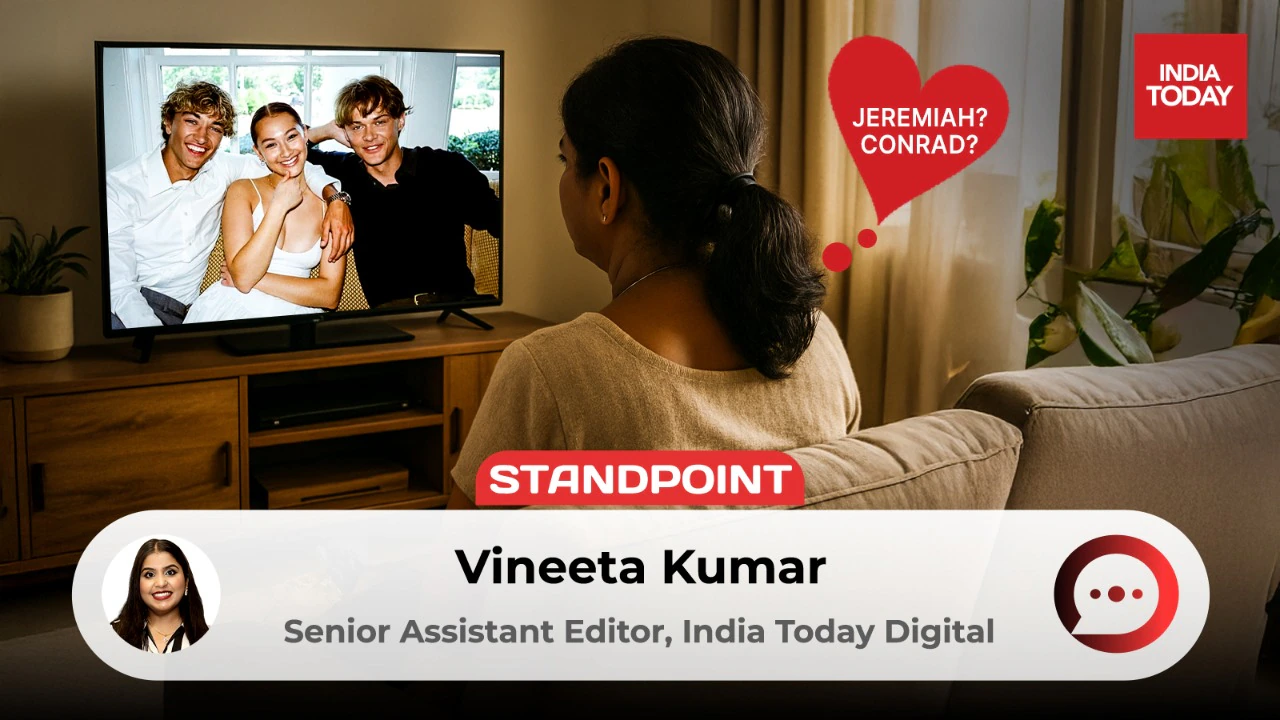 JEREMIAH?
CONRAD?
INDIA
TODAY
STANDPOINT
Vineeta Kumar
Senior Assistant Editor, India Today Digital